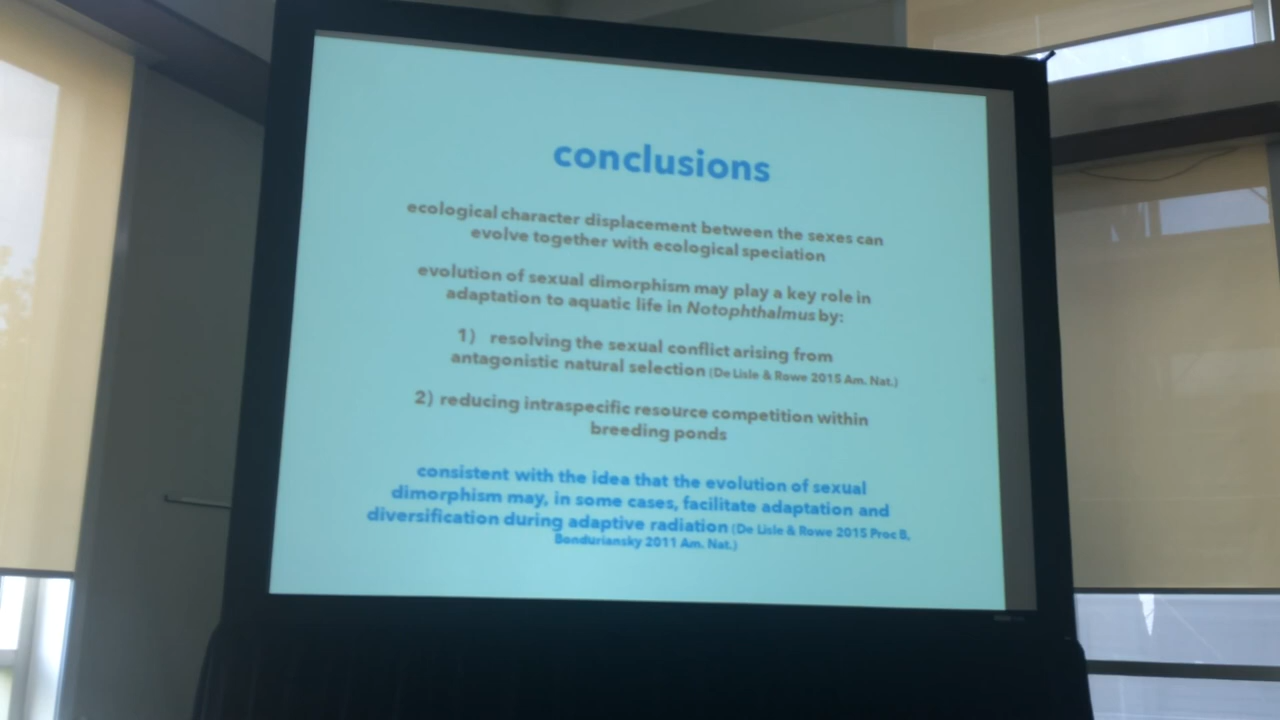 conclusions
ecological character displacement between the sexes can
evolve together with ecological speciation
evolution of sexual dimorphism may play a key role in
adaptation to aquatic life in Notophthalmus by:
1) resolving the sexual conflict arising from
antagonistic natural selection (De Lisle & Rowe 2015 Am. Nat.)
2) reducing intraspecific resource competition within
breeding ponds
consistent with the idea that the evolution of sexual
dimorphism may, in some cases, facilitate adaptation and
diversification during adaptive radiation (De Lisle & Rowe 2015 Proc B,
Bonduriansky 2011 Am. Nat.)